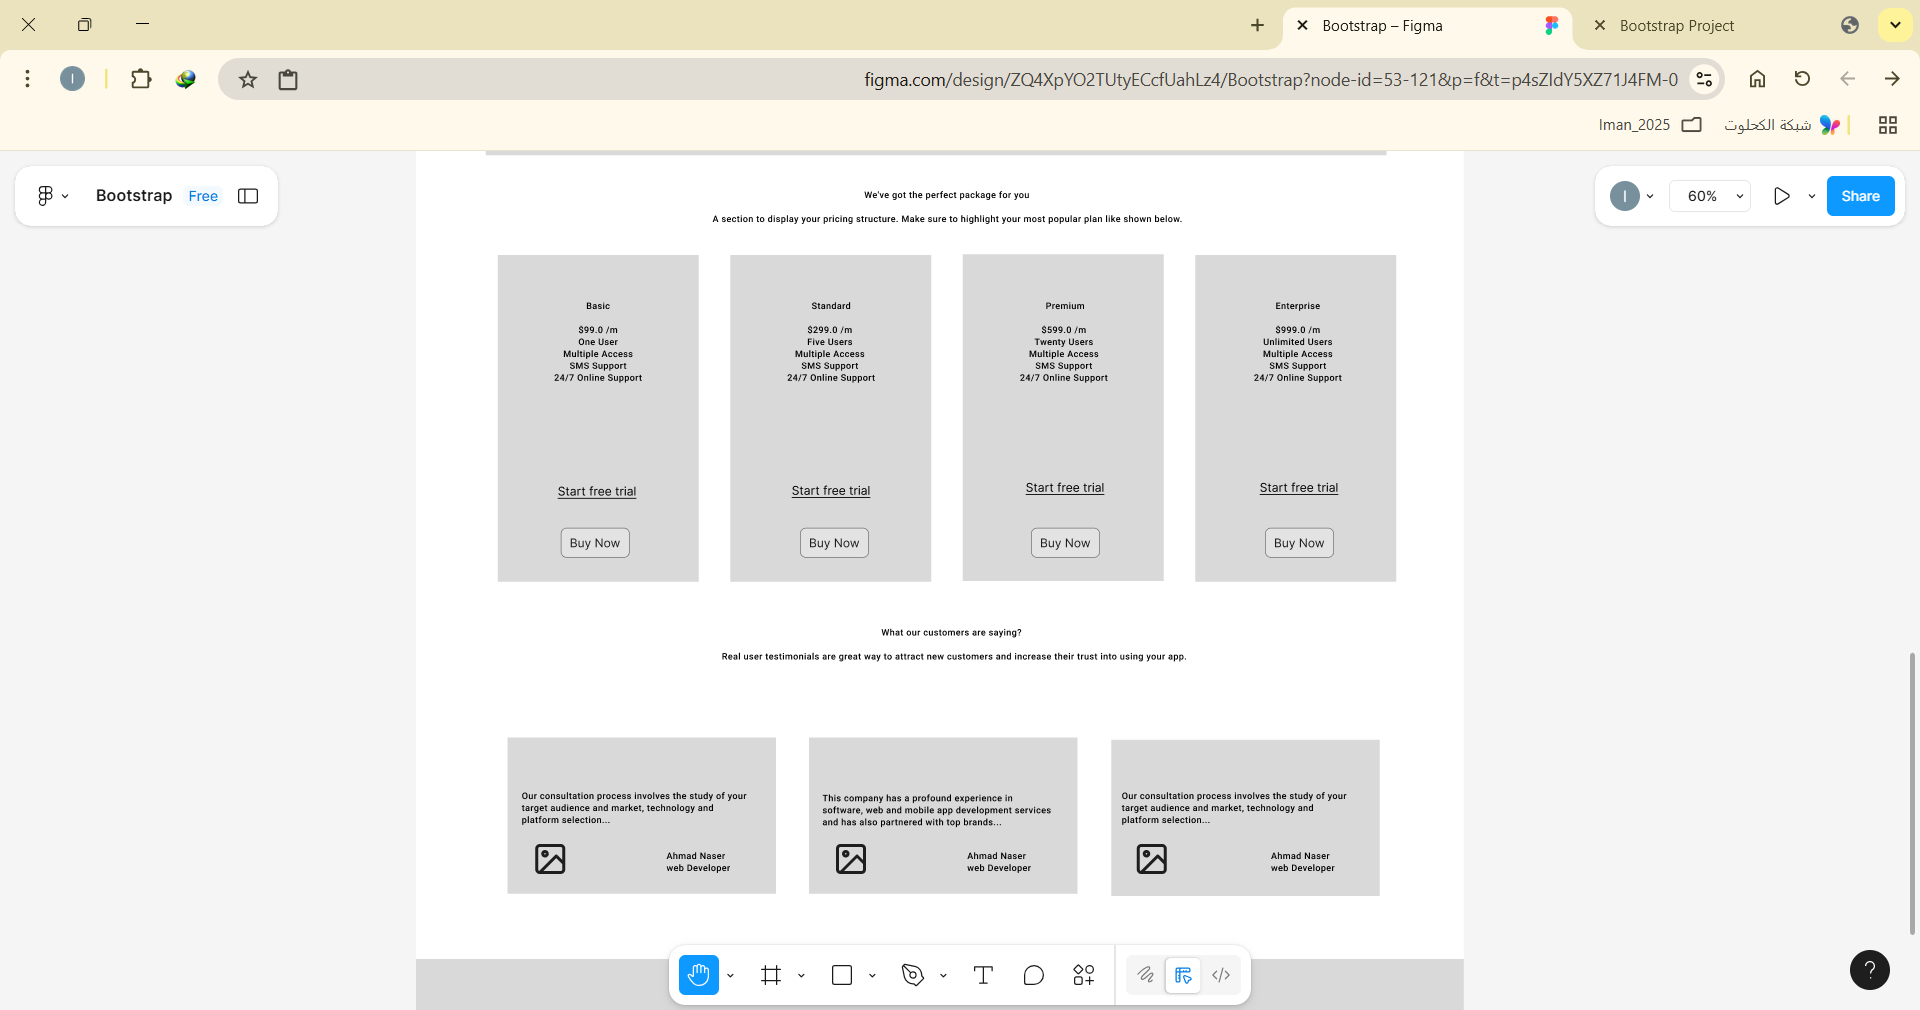 Bootstrap – Figma
Bootstrap Project
I
figma.com/design/ZQ4XpYO2TUtyECcfUahLz4/Bootstrap?node-id=53-121&p=f&t=p4sZIdY5XZ71J4FM-0
Iman_2025
شبكة الكحلوت
Bootstrap Free
I
60%
Share
We've got the perfect package for you
A section to display your pricing structure. Make sure to highlight your most popular plan like shown below.
Basic
$99.0 /m
One User
Multiple Access
SMS Support
24/7 Online Support
Start free trial
Buy Now
Standard
$299.0 /m
Five Users
Multiple Access
SMS Support
24/7 Online Support
Start free trial
Buy Now
Premium
$599.0 /m
Twenty Users
Multiple Access
SMS Support
24/7 Online Support
Start free trial
Buy Now
Enterprise
$999.0 /m
Unlimited Users
Multiple Access
SMS Support
24/7 Online Support
Start free trial
Buy Now
What our customers are saying?
Real user testimonials are great way to attract new customers and increase their trust into using your app.
Our consultation process involves the study of your
target audience and market, technology and
platform selection...
Ahmad Naser
web Developer
This company has a profound experience in
software, web and mobile app development services
and has also partnered with top brands...
Ahmad Naser
web Developer
Our consultation process involves the study of your
target audience and market, technology and
platform selection...
Ahmad Naser
web Developer
?